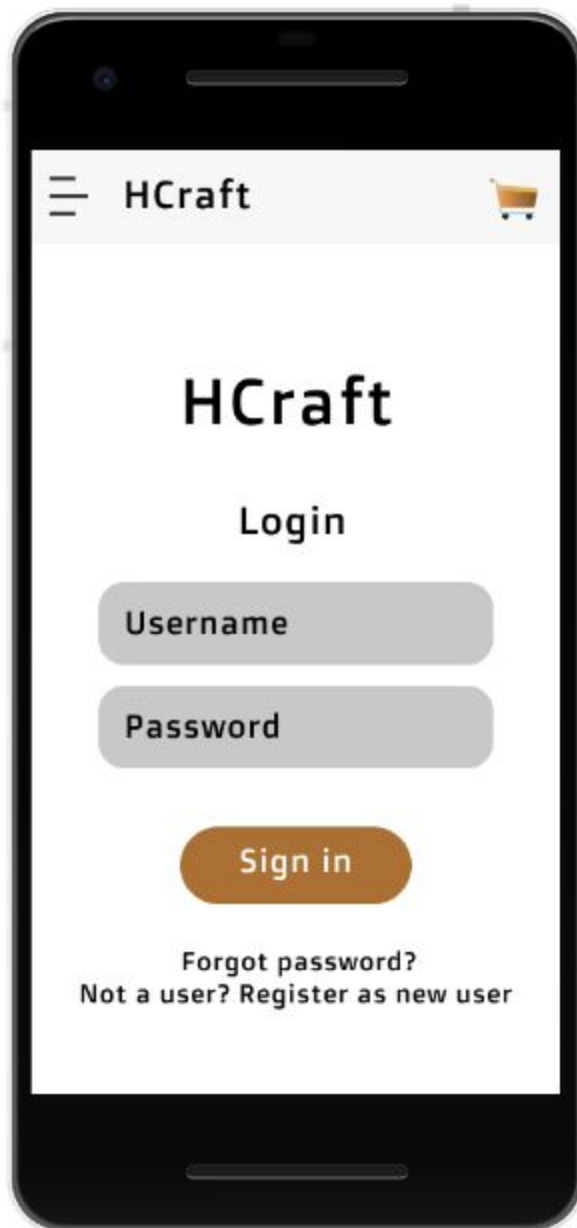 HCraft
HCraft
Login
Username
Password
Sign in
Forgot password?
Not a user? Register as new user